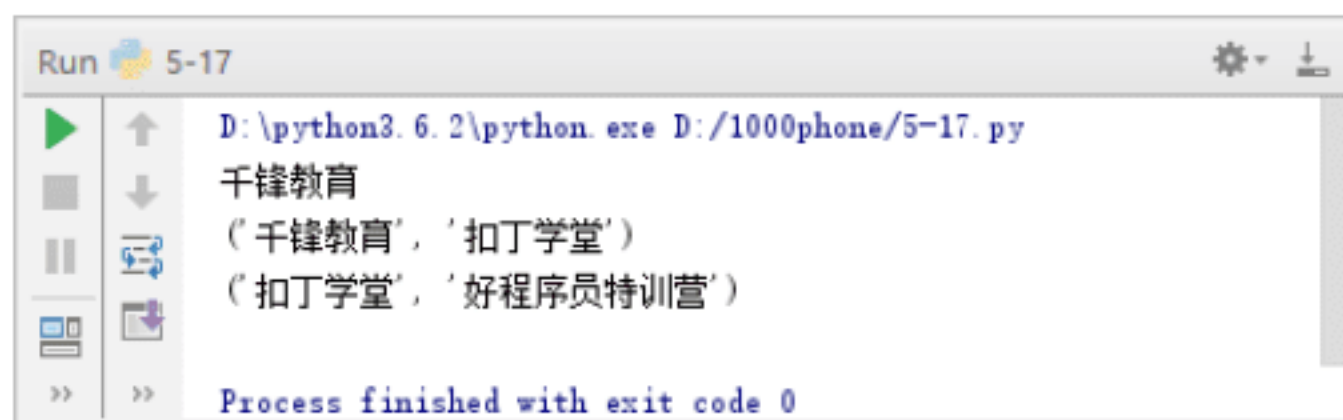 Run 5-17
D:\python3.6.2\python.exe D:/1000phone/5-17.py
千锋教育
('千锋教育', '扣丁学堂')
('扣丁学堂', '好程序员特训营')
Process finished with exit code 0